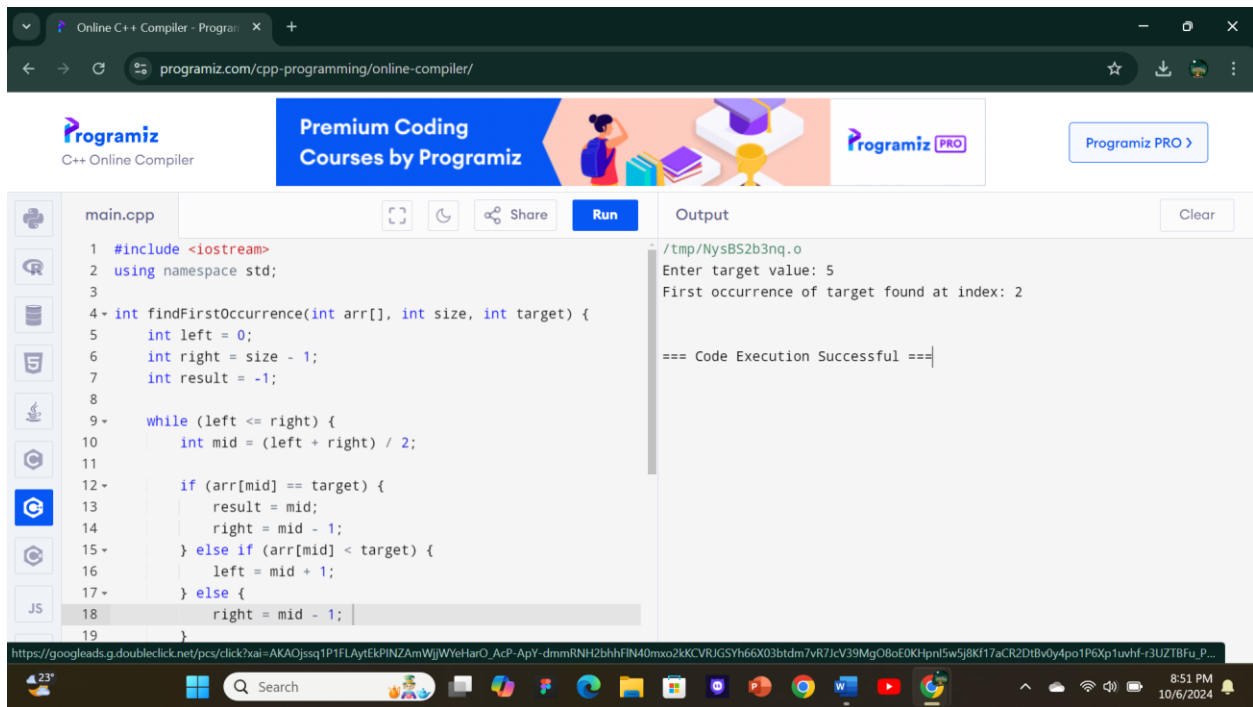 Online C++ Compiler - Program
programiz.com/cpp-programming/online-compiler/
Programiz
C++ Online Compiler
Premium Coding
Courses by Programiz
Programiz PRO
Programiz PRO >
main.cpp
Share
Run
Output
Clear
1 #include <iostream>
2 using namespace std;
3
4 int findFirstOccurrence(int arr[], int size, int target) {
5     int left = 0;
6     int right = size - 1;
7     int result = -1;
8
9     while (left <= right) {
10         int mid = (left + right) / 2;
11
12         if (arr[mid] == target) {
13             result = mid;
14             right = mid - 1;
15         } else if (arr[mid] < target) {
16             left = mid + 1;
17         } else {
18             right = mid - 1;
19         }
/tmp/NysBS2b3nq.o
Enter target value: 5
First occurrence of target found at index: 2
=== Code Execution Successful ===
JS
23°
Search
8:51 PM
10/6/2024